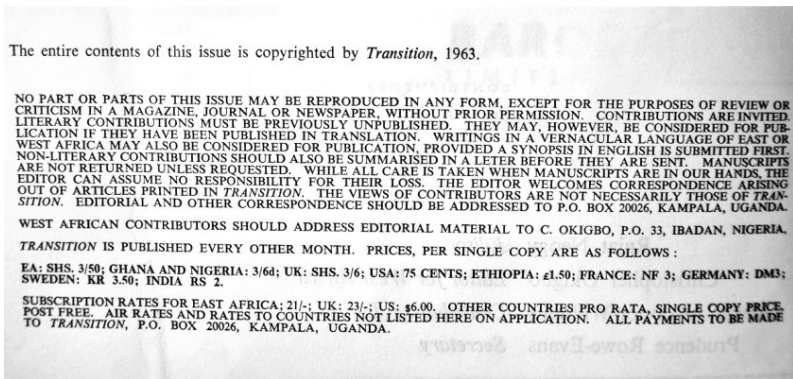 The entire contents of this issue is copyrighted by Transition, 1963.
NO PART OR PARTS OF THIS ISSUE MAY BE REPRODUCED IN ANY FORM, EXCEPT FOR THE PURPOSES OF REVIEW OR
CRITICISM IN A MAGAZINE, JOURNAL OR NEWSPAPER, WITHOUT PRIOR PERMISSION. CONTRIBUTIONS ARE INVITED.
LITERARY CONTRIBUTIONS MUST BE PREVIOUSLY UNPUBLISHED. THEY MAY, HOWEVER, BE CONSIDERED FOR PUB-
LICATION IF THEY HAVE BEEN PUBLISHED IN TRANSLATION. WRITINGS IN A VERNACULAR LANGUAGE OF EAST OR
WEST AFRICA MAY ALSO BE CONSIDERED FOR PUBLICATION, PROVIDED A SYNOPSIS IN ENGLISH IS SUBMITTED FIRST.
NON-LITERARY CONTRIBUTIONS SHOULD ALSO BE SUMMARISED IN A LETER BEFORE THEY ARE SENT. MANUSCRIPTS
ARE NOT RETURNED UNLESS REQUESTED. WHILE ALL CARE IS TAKEN WHEN MANUSCRIPTS ARE IN OUR HANDS, THE
EDITOR CAN ASSUME NO RESPONSIBILITY FOR THEIR LOSS. THE EDITOR WELCOMES CORRESPONDENCE ARISING
OUT OF ARTICLES PRINTED IN TRANSITION. THE VIEWS OF CONTRIBUTORS ARE NOT NECESSARILY THOSE OF TRAN-
SITION. EDITORIAL AND OTHER CORRESPONDENCE SHOULD BE ADDRESSED TO P.O. BOX 20026, KAMPALA, UGANDA.
WEST AFRICAN CONTRIBUTORS SHOULD ADDRESS EDITORIAL MATERIAL TO C. OKIGBO, P.O. 33, IBADAN, NIGERIA.
TRANSITION IS PUBLISHED EVERY OTHER MONTH. PRICES, PER SINGLE COPY ARE AS FOLLOWS :
EA: SHS. 3/50; GHANA AND NIGERIA: 3/6d; UK: SHS. 3/6; USA: 75 CENTS; ETHIOPIA: £1.50; FRANCE: NF 3; GERMANY: DM3;
SWEDEN: KR 3.50; INDIA RS 2.
SUBSCRIPTION RATES FOR EAST AFRICA; 21/-; UK: 23/-; US: $6.00. OTHER COUNTRIES PRO RATA, SINGLE COPY PRICE,
POST FREE. AIR RATES AND RATES TO COUNTRIES NOT LISTED HERE ON APPLICATION. ALL PAYMENTS TO BE MADE
TO TRANSITION, P.O. BOX 20026, KAMPALA, UGANDA.